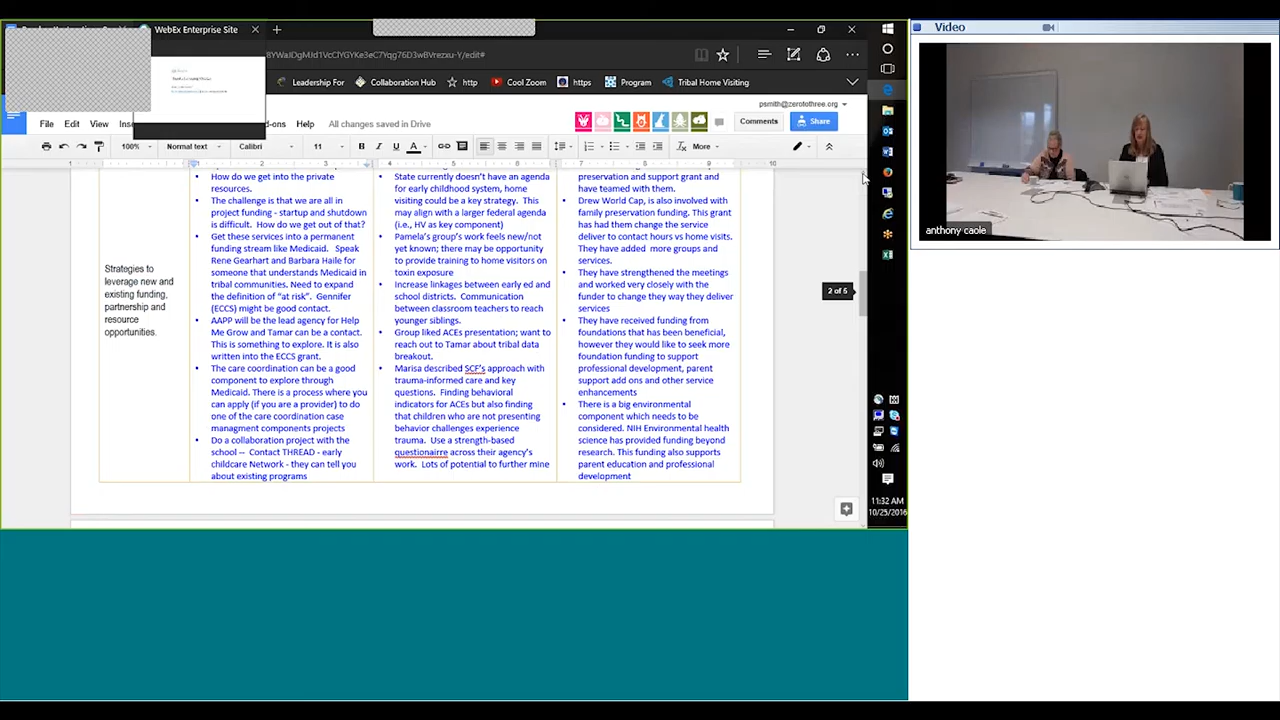 WebEx Enterprise Site
8YWaJDgMJd1VcClYGYKe3eC7Yqg76D3wBVrezxu-Y/edit#
Leadership For
Collaboration Hub
http
Cool Zoom
https
Program
Tribal Home Visiting
psmith@zerotothree.org
File
Edit
View
d-ons
Help
All changes saved in Drive
Comments
Share
100%
Normal text
Calibri
11
More
1 1 2 3 4 5 6 7 8 9 10
Strategies to
leverage new and
existing funding,
partnership and
resource
opportunities.
How do we get into the private
resources.
• The challenge is that we are all in
project funding - startup and shutdown
is difficult. How do we get out of that?
• Get these services into a permanent
funding stream like Medicaid. Speak
Rene Gearhart and Barbara Haile for
someone that understands Medicaid in
tribal communities. Need to expand
the definition of "at risk". Gennifer
(ECCS) might be good contact.
• AAPP will be the lead agency for Help
Me Grow and Tamar can be a contact.
This is something to explore. It is also
written into the ECCS grant.
• The care coordination can be a good
component to explore through
Medicaid. There is a process where you
can apply (if you are a provider) to do
one of the care coordination case
managment components projects
• Do a collaboration project with the
school -- Contact THREAD - early
childcare Network - they can tell you
about existing programs
• State currently doesn't have an agenda
for early childhood system, home
visiting could be a key strategy. This
may align with a larger federal agenda
(i.e., HV as key component)
• Pamela's group's work feels new/not
yet known; there may be opportunity
to provide training to home visitors on
toxin exposure
• Increase linkages between early ed and
school districts. Communication
between classroom teachers to reach
younger siblings.
• Group liked ACEs presentation; want to
reach out to Tamar about tribal data
breakout.
• Marisa described SCF's approach with
trauma-informed care and key
questions. Finding behavioral
indicators for ACEs but also finding
that children who are not presenting
behavior challenges experience
trauma. Use a strength-based
questionairre across their agency's
work. Lots of potential to further mine
preservation and support grant and
have teamed with them.
• Drew World Cap, is also involved with
family preservation funding. This grant
has had them change the service
deliver to contact hours vs home visits.
They have added more groups and
services.
• They have strengthened the meetings
and worked very closely with the
funder to change they way they deliver
services
• They have received funding from
foundations that has been beneficial,
however they would like to seek more
foundation funding to support
professional development, parent
support add ons and other service
enhancements
• There is a big environmental
component which needs to be
considered. NIH Environmental health
science has provided funding beyond
research. This funding also supports
parent education and professional
development
2 of 5
11:32 AM
10/25/2016
Video
anthony caole